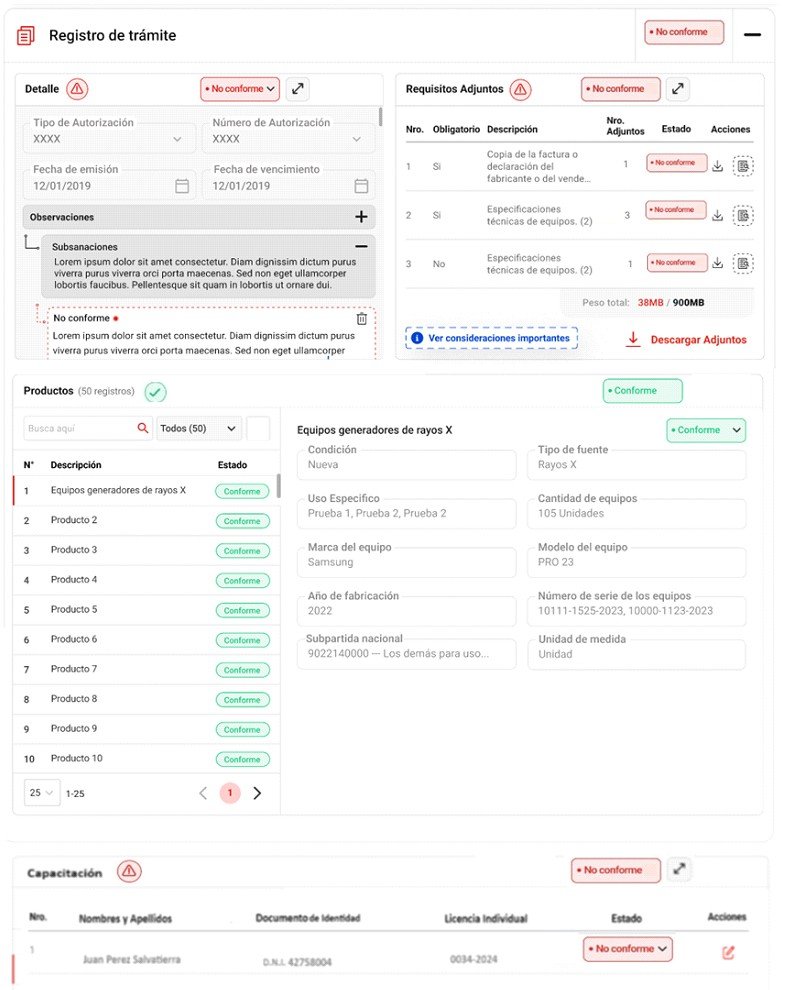 Registro de trámite
No conforme
Detalle
No conforme
Tipo de Autorización
XXXX
Número de Autorización
XXXX
Fecha de emisión
12/01/2019
Fecha de vencimiento
12/01/2019
Observaciones
Subsanaciones
Lorem ipsum dolor sit amet consectetur. Diam dignissim dictum purus
viverra purus viverra orci porta maecenas. Sed non eget ullamcorper
lobortis faucibus. Pellentesque sit quam in lobortis ut ornare dui.
No conforme
Lorem ipsum dolor sit amet consectetur. Diam dignissim dictum purus
viverra purus viverra orci porta maecenas. Sed non eget ullamcorper
Requisitos Adjuntos
No conforme
Nro. Obligatorio Descripción Nro. Adjuntos Estado Acciones
1 Si Copia de la factura o
declaración del
fabricante o del vende... 1 No conforme
2 Si Especificaciones
técnicas de equipos. (2) 3 No conforme
3 No Especificaciones
técnicas de equipos. (2) 1 No conforme
Peso total: 38MB / 900MB
Ver consideraciones importantes
Descargar Adjuntos
Productos (50 registros)
Conforme
Busca aquí
Todos (50)
N° Descripción Estado
1 Equipos generadores de rayos X Conforme
2 Producto 2 Conforme
3 Producto 3 Conforme
4 Producto 4 Conforme
5 Producto 5 Conforme
6 Producto 6 Conforme
7 Producto 7 Conforme
8 Producto 8 Conforme
9 Producto 9 Conforme
10 Producto 10 Conforme
25 1-25
1
Equipos generadores de rayos X
Conforme
Condición
Nueva
Tipo de fuente
Rayos X
Uso Especifico
Prueba 1, Prueba 2, Prueba 2
Cantidad de equipos
105 Unidades
Marca del equipo
Samsung
Modelo del equipo
PRO 23
Año de fabricación
2022
Número de serie de los equipos
10111-1525-2023, 10000-1123-2023
Subpartida nacional
9022140000 — Los demás para uso...
Unidad de medida
Unidad
Capacitación
No conforme
Nro. Nombres y Apellidos Documento de Identidad Licencia Individual Estado Acciones
1 Juan Perez Salvatierra D.N.I. 42758004 0034-2024 No conforme